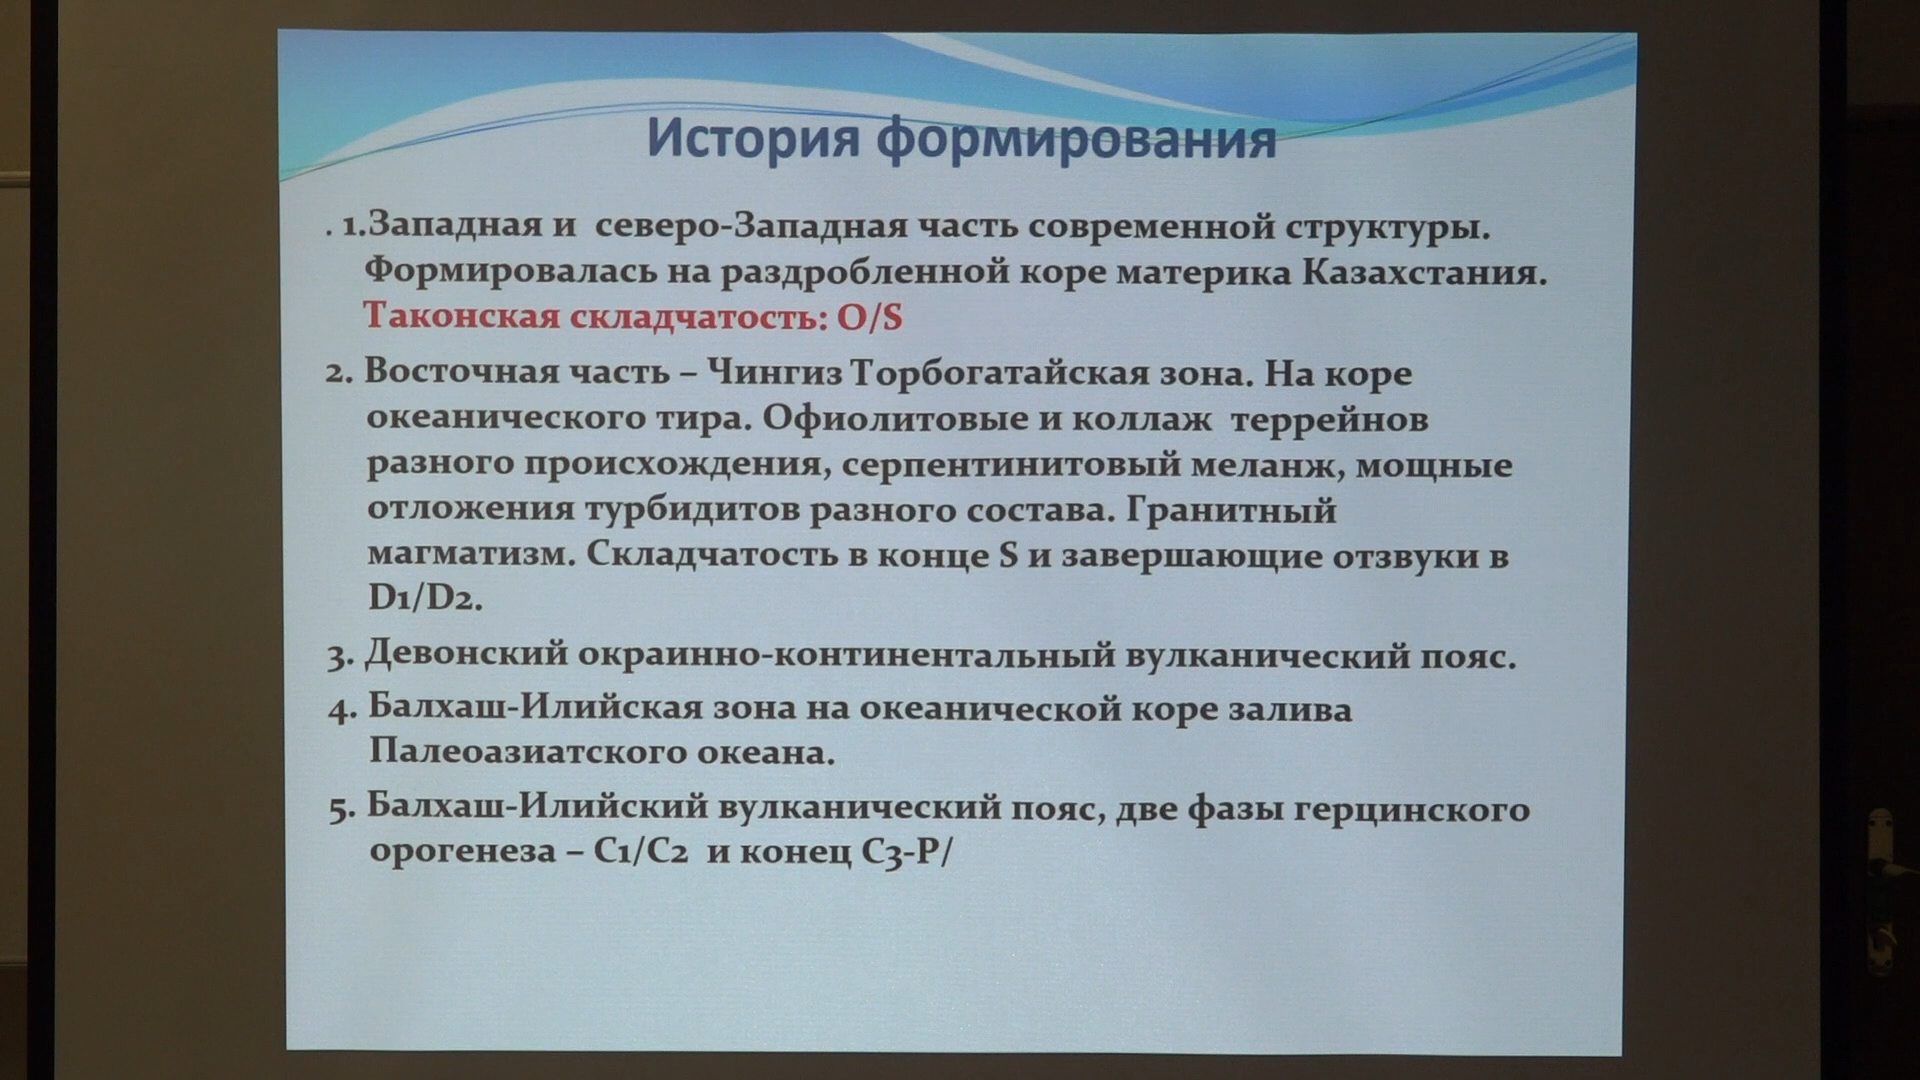 История формирования
. 1.Западная и северо-Западная часть современной структуры.
Формировалась на раздробленной коре материка Казахстания.
Таконская складчатость: O/S
2. Восточная часть – Чингиз Торбогатайская зона. На коре
океанического тира. Офиолитовые и коллаж террейнов
разного происхождения, серпентинитовый меланж, мощные
отложения турбидитов разного состава. Гранитный
магматизм. Складчатость в конце S и завершающие отзвуки в
D1/D2.
3. Девонский окраинно-континентальный вулканический пояс.
4. Балхаш-Илийская зона на океанической коре залива
Палеоазиатского океана.
5. Балхаш-Илийский вулканический пояс, две фазы герцинского
орогенеза – С1/С2 и конец С3-Р/